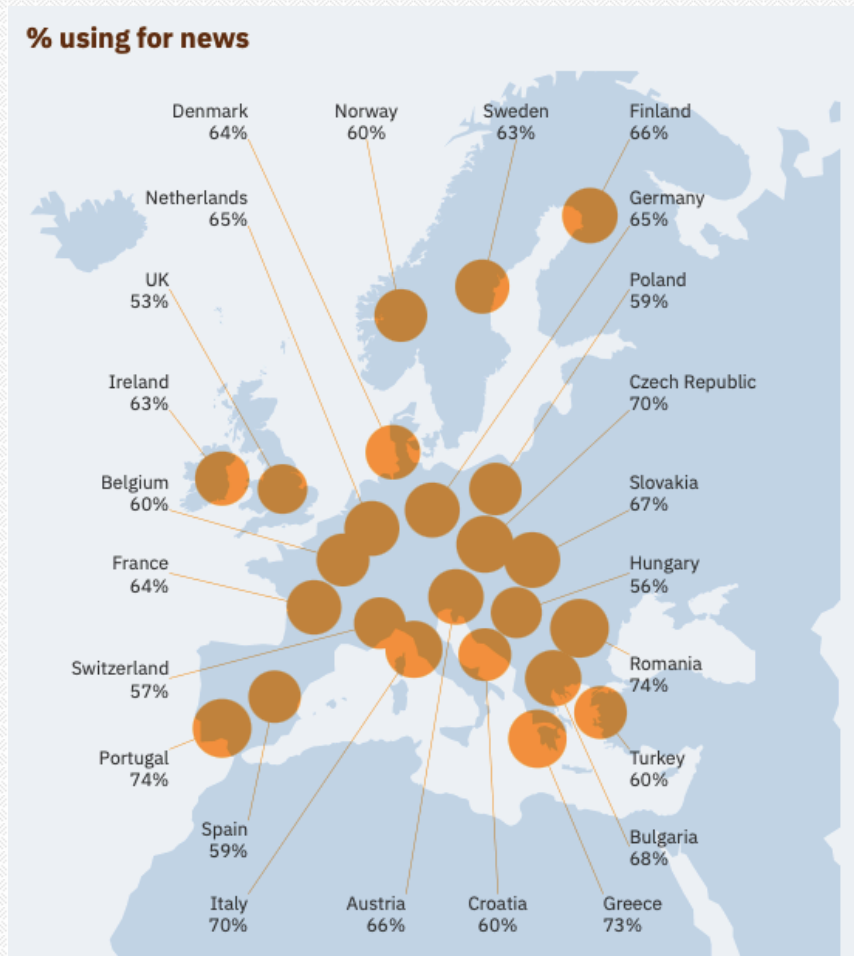 % using for news
Denmark
64%
Norway
60%
Sweden
63%
Finland
66%
Netherlands
65%
Germany
65%
UK
53%
Poland
59%
Ireland
63%
Czech Republic
70%
Belgium
60%
Slovakia
67%
France
64%
Hungary
56%
Switzerland
57%
Romania
74%
Portugal
74%
Turkey
60%
Spain
59%
Bulgaria
68%
Italy
70%
Austria
66%
Croatia
60%
Greece
73%